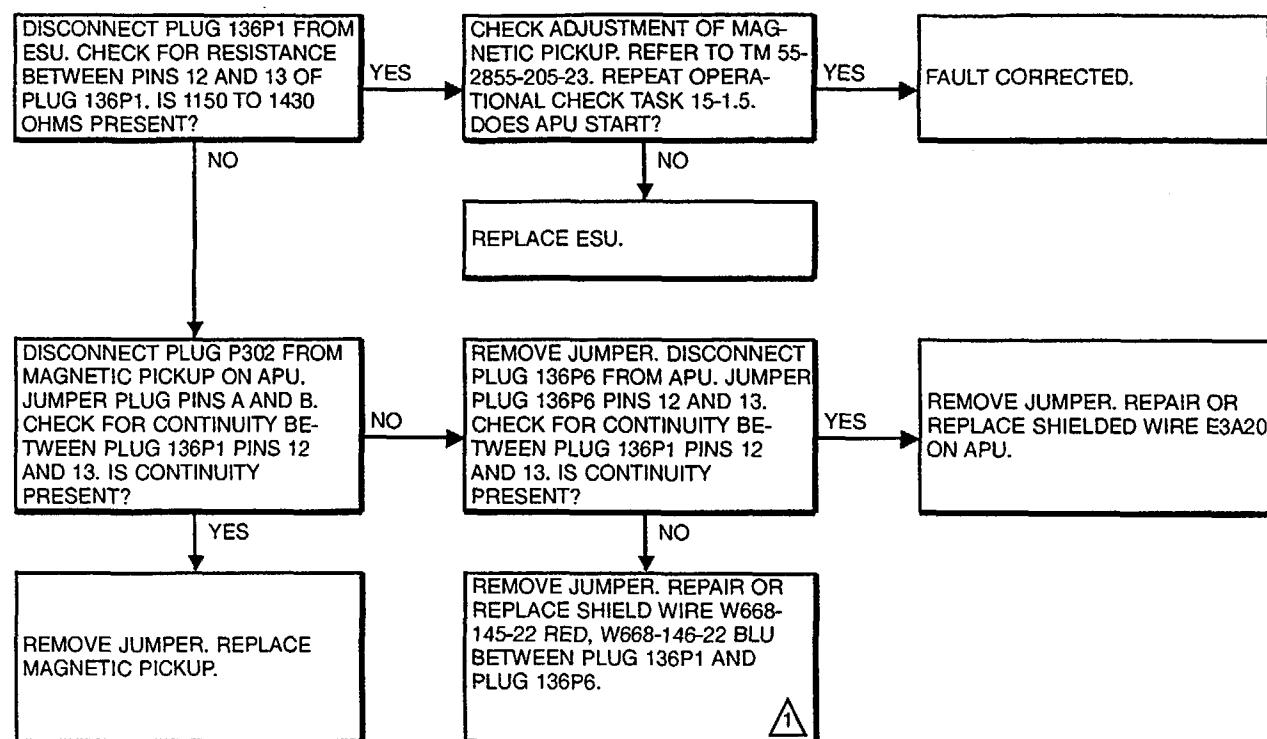 DISCONNECT PLUG 136P1 FROM
ESU. CHECK FOR RESISTANCE
BETWEEN PINS 12 AND 13 OF
PLUG 136P1. IS 1150 TO 1430
OHMS PRESENT?
YES
CHECK ADJUSTMENT OF MAG-
NETIC PICKUP. REFER TO TM 55-
2855-205-23. REPEAT OPERA-
TIONAL CHECK TASK 15-1.5.
DOES APU START?
YES
FAULT CORRECTED.
NO
NO
REPLACE ESU.
DISCONNECT PLUG P302 FROM
MAGNETIC PICKUP ON APU.
JUMPER PLUG PINS A AND B.
CHECK FOR CONTINUITY BE-
TWEEN PLUG 136P1 PINS 12
AND 13. IS CONTINUITY
PRESENT?
NO
REMOVE JUMPER. DISCONNECT
PLUG 136P6 FROM APU. JUMPER
PLUG 136P6 PINS 12 AND 13.
CHECK FOR CONTINUITY BE-
TWEEN PLUG 136P1 PINS 12
AND 13. IS CONTINUITY
PRESENT?
YES
REMOVE JUMPER. REPAIR OR
REPLACE SHIELDED WIRE E3A20
ON APU.
YES
NO
REMOVE JUMPER. REPLACE
MAGNETIC PICKUP.
REMOVE JUMPER. REPAIR OR
REPLACE SHIELD WIRE W668-
145-22 RED, W668-146-22 BLU
BETWEEN PLUG 136P1 AND
PLUG 136P6.
1